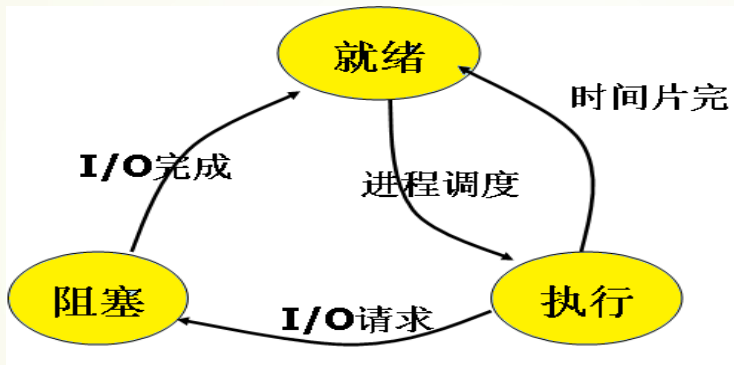 就绪
时间片完
I/O完成
进程调度
阻塞
执行
I/O请求